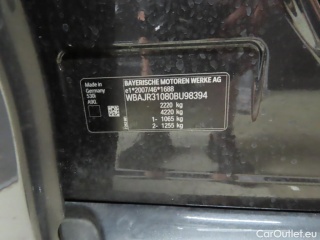 Made in
Germany
BAYERISCHE MOTOREN WERKE AG
e1*2007/46*1688
WBAJR31080BU98394
2220 kg
4220 kg
1- 1065 kg
2- 1255 kg
© CarOutlet.eu